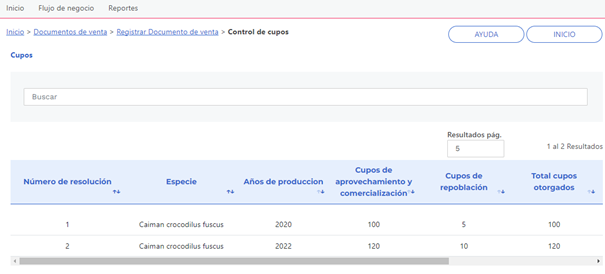 Inicio Flujo de negocio Reportes
Inicio > Documentos de venta > Registrar Documento de venta > Control de cupos
AYUDA INICIO
Cupos
Buscar
Resultados pág.
5 1 al 2 Resultados
Número de resolución Especie Años de produccion Cupos de aprovechamiento y comercialización Cupos de repoblación Total cupos otorgados
1 Caiman crocodilus fuscus 2020 100 5 100
2 Caiman crocodilus fuscus 2022 120 10 120